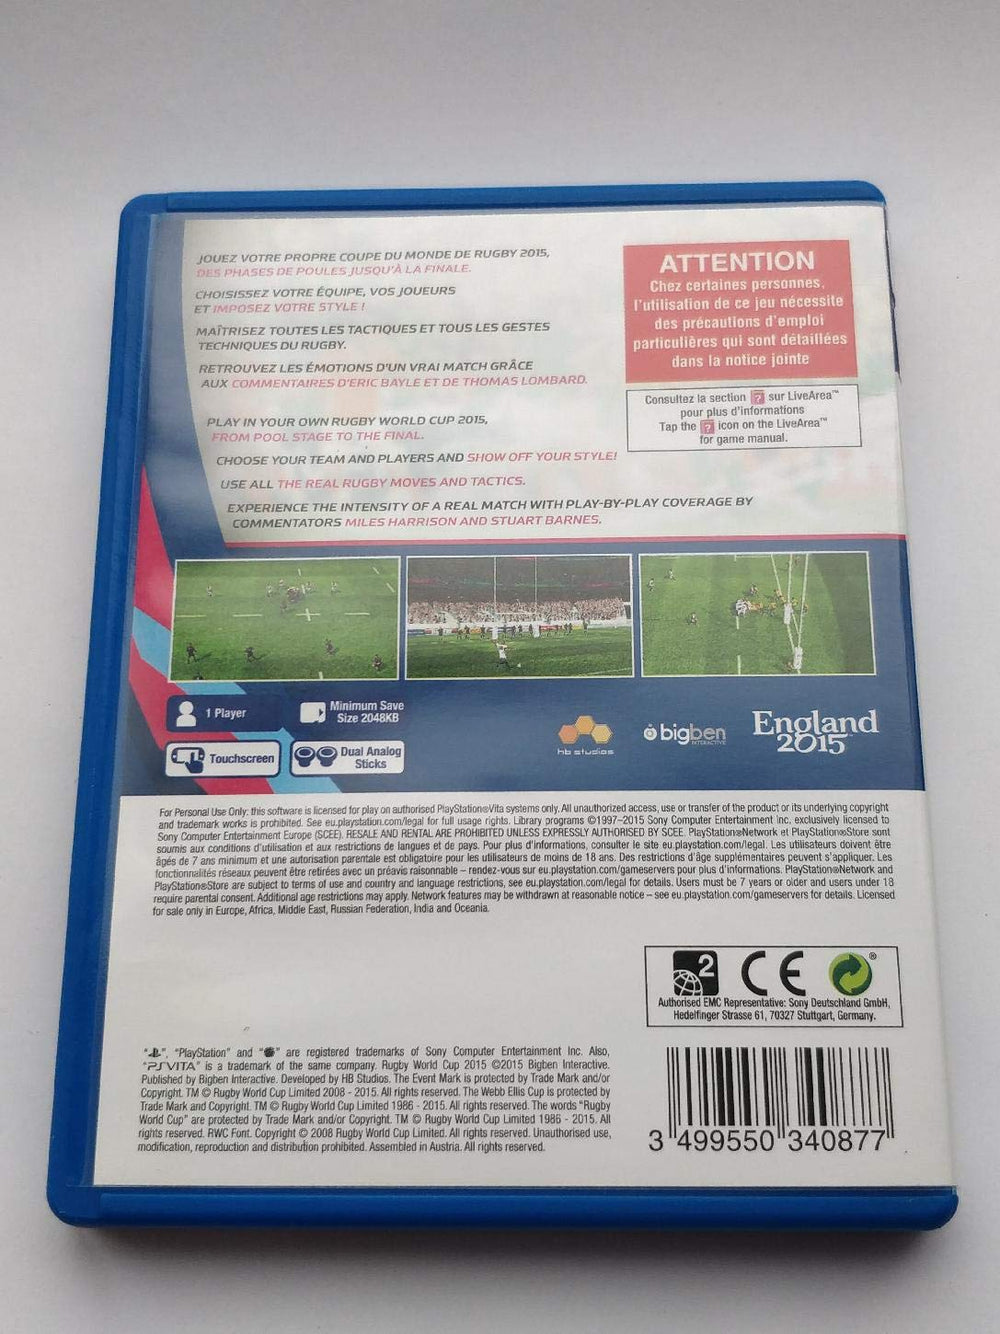 JOUEZ VOTRE PROPRE COUPE DU MONDE DE RUGBY 2015,
DES PHASES DE POULES JUSQU'À LA FINALE.
CHOISISSEZ VOTRE ÉQUIPE, VOS JOUEURS
ET IMPOSEZ VOTRE STYLE !
MAÎTRISEZ TOUTES LES TACTIQUES ET TOUS LES GESTES
TECHNIQUES DU RUGBY.
RETROUVEZ LES ÉMOTIONS D'UN VRAI MATCH GRÂCE
AUX COMMENTAIRES D'ERIC BAYLE ET DE THOMAS LOMBARD.
PLAY IN YOUR OWN RUGBY WORLD CUP 2015,
FROM POOL STAGE TO THE FINAL.
CHOOSE YOUR TEAM AND PLAYERS AND SHOW OFF YOUR STYLE!
USE ALL THE REAL RUGBY MOVES AND TACTICS.
EXPERIENCE THE INTENSITY OF A REAL MATCH WITH PLAY-BY-PLAY COVERAGE BY
COMMENTATORS MILES HARRISON AND STUART BARNES.
ATTENTION
Chez certaines personnes,
l'utilisation de ce jeu nécessite
des précautions d'emploi
particulières qui sont détaillées
dans la notice jointe
Consultez la section ? sur LiveArea™
pour plus d'informations
Tap the ? icon on the LiveArea™
for game manual.
1 Player
Minimum Save
Size 2048KB
Touchscreen
Dual Analog
Sticks
hb studios
bigben
INTERACTIVE
England
2015
For Personal Use Only: this software is licensed for play on authorised PlayStation®Vita systems only. All unauthorized access, use or transfer of the product or its underlying copyright
and trademark works is prohibited. See eu.playstation.com/legal for full usage rights. Library programs ©1997–2015 Sony Computer Entertainment Inc. exclusively licensed to
Sony Computer Entertainment Europe (SCEE). RESALE AND RENTAL ARE PROHIBITED UNLESS EXPRESSLY AUTHORISED BY SCEE. PlayStation®Network et PlayStation®Store sont
soumis aux conditions d'utilisation et aux restrictions de langues et de pays. Pour plus d'informations, consulter le site eu.playstation.com/legal. Les utilisateurs doivent être
âgés de 7 ans minimum et une autorisation parentale est obligatoire pour les utilisateurs de moins de 18 ans. Des restrictions d'âge supplémentaires peuvent s'appliquer. Les
fonctionnalités réseaux peuvent être retirées avec un préavis raisonnable – rendez-vous sur eu.playstation.com/gameservers pour plus d'informations. PlayStation®Network and
PlayStation®Store are subject to terms of use and country and language restrictions, see eu.playstation.com/legal for details. Users must be 7 years or older and users under 18
require parental consent. Additional age restrictions may apply. Network features may be withdrawn at reasonable notice – see eu.playstation.com/gameservers for details. Licensed
for sale only in Europe, Africa, Middle East, Russian Federation, India and Oceania.
2 CE ®
Authorised EMC Representative: Sony Deutschland GmbH,
Hedelfinger Strasse 61, 70327 Stuttgart, Germany.
" ", "PlayStation" and " " are registered trademarks of Sony Computer Entertainment Inc. Also,
"PSVITA" is a trademark of the same company. Rugby World Cup 2015 ©2015 Bigben Interactive.
Published by Bigben Interactive. Developed by HB Studios. The Event Mark is protected by Trade Mark and/or
Copyright. TM © Rugby World Cup Limited 2008 - 2015. All rights reserved. The Webb Ellis Cup is protected by
Trade Mark and Copyright. TM © Rugby World Cup Limited 1986 - 2015. All rights reserved. The words "Rugby
World Cup" are protected by Trade Mark and/or Copyright. TM © Rugby World Cup Limited 1986 - 2015. All
rights reserved. RWC Font. Copyright © 2008 Rugby World Cup Limited. All rights reserved. Unauthorised use,
modification, reproduction and distribution prohibited. Assembled in Austria. All rights reserved.
3 499550 340877